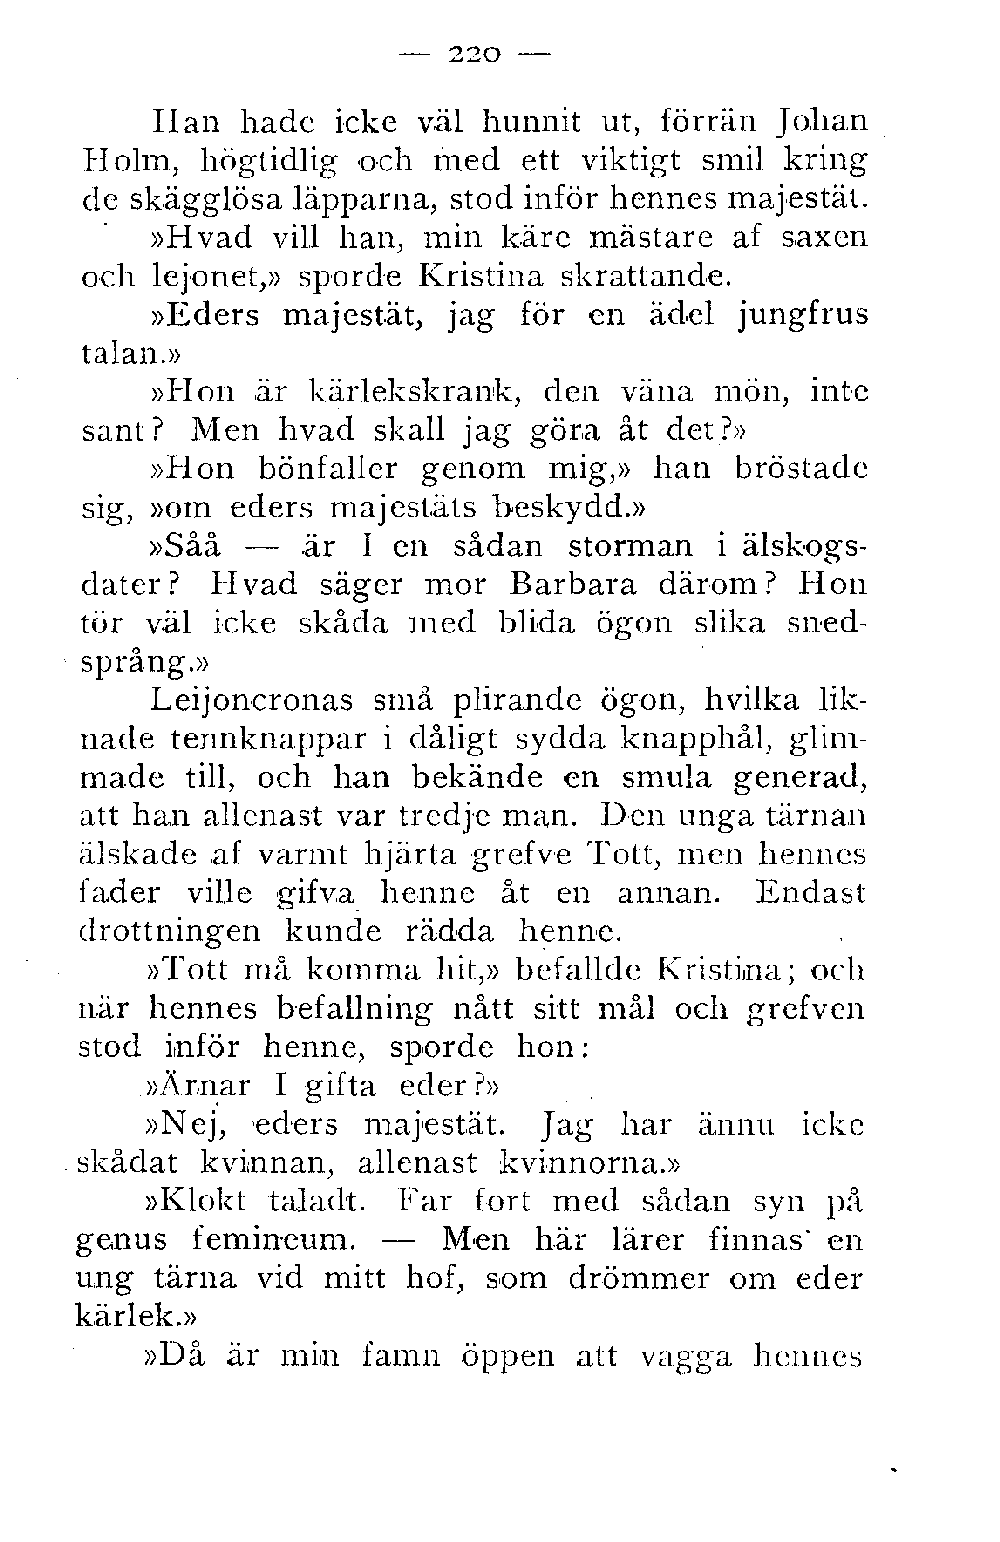 — 220 —
Han hade icke väl hunnit ut, förrän Johan
Holm, högtidlig och med ett viktigt smil kring
de skägglösa läpparna, stod inför hennes majestät.
»Hvad vill han, min käre mästare af saxen
och lejonet,» sporde Kristina skrattande.
»Eders majestät, jag för en ädel jungfrus
talan.»
»Hon är kärlekskrank, den väna mön, inte
sant? Men hvad skall jag göra åt det?»
»Hon bönfaller genom mig,» han bröstade
sig, »om eders majestäts beskydd.»
»Såå — är I en sådan storman i älskogs-
dater? Hvad säger mor Barbara därom? Hon
tör väl icke skåda med blida ögon slika sned-
språng.»
Leijoncronas små plirande ögon, hvilka lik-
nade tennknappar i dåligt sydda knapphål, glim-
made till, och han bekände en smula generad,
att han allenast var tredje man. Den unga tärnan
älskade af varmt hjärta grefve Tott, men hennes
fader ville gifva henne åt en annan. Endast
drottningen kunde rädda henne.
»Tott må komma hit,» befallde Kristina; och
när hennes befallning nått sitt mål och grefven
stod inför henne, sporde hon:
»Ärnar I gifta eder?»
»Nej, eders majestät. Jag har ännu icke
skådat kvinnan, allenast kvinnorna.»
»Klokt taladt. Far fort med sådan syn på
genus femineum. — Men här lärer finnas en
ung tärna vid mitt hof, som drömmer om eder
kärlek.»
»Då är min famn öppen att vagga hennes